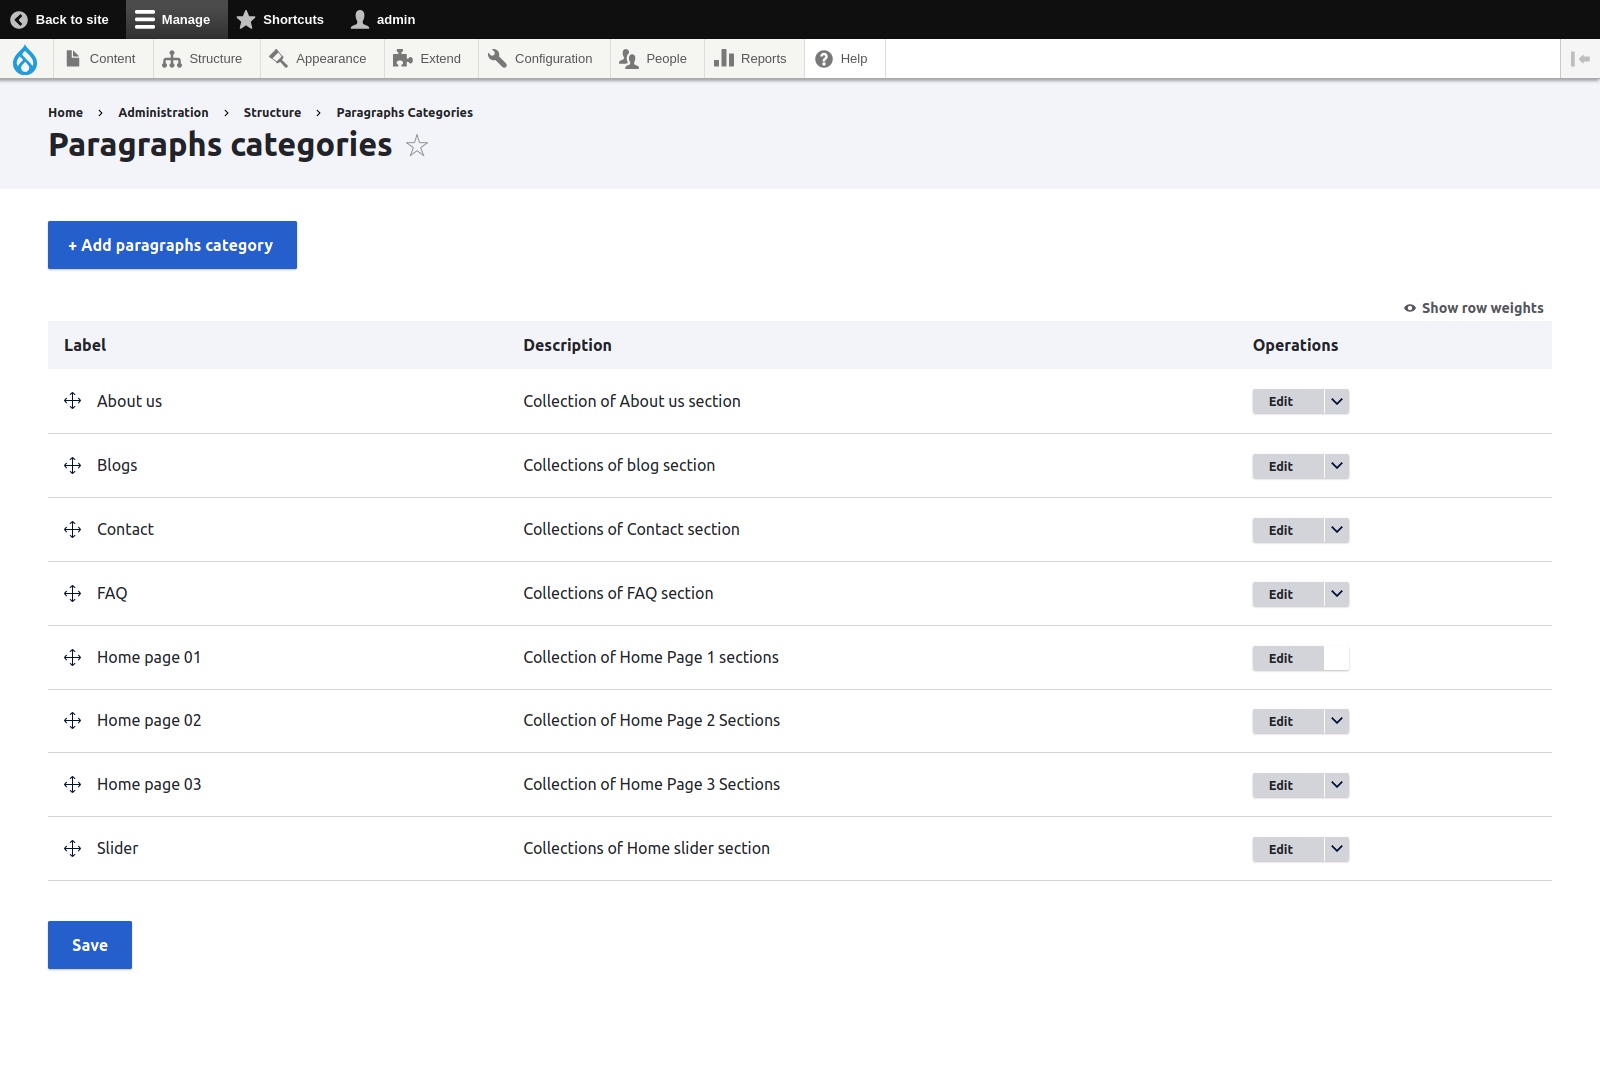 Back to site Manage Shortcuts admin
Content Structure Appearance Extend Configuration People Reports Help
Home › Administration › Structure › Paragraphs Categories
Paragraphs categories
+ Add paragraphs category
Show row weights
Label Description Operations
About us Collection of About us section Edit
Blogs Collections of blog section Edit
Contact Collections of Contact section Edit
FAQ Collections of FAQ section Edit
Home page 01 Collection of Home Page 1 sections Edit
Home page 02 Collection of Home Page 2 Sections Edit
Home page 03 Collection of Home Page 3 Sections Edit
Slider Collections of Home slider section Edit
Save